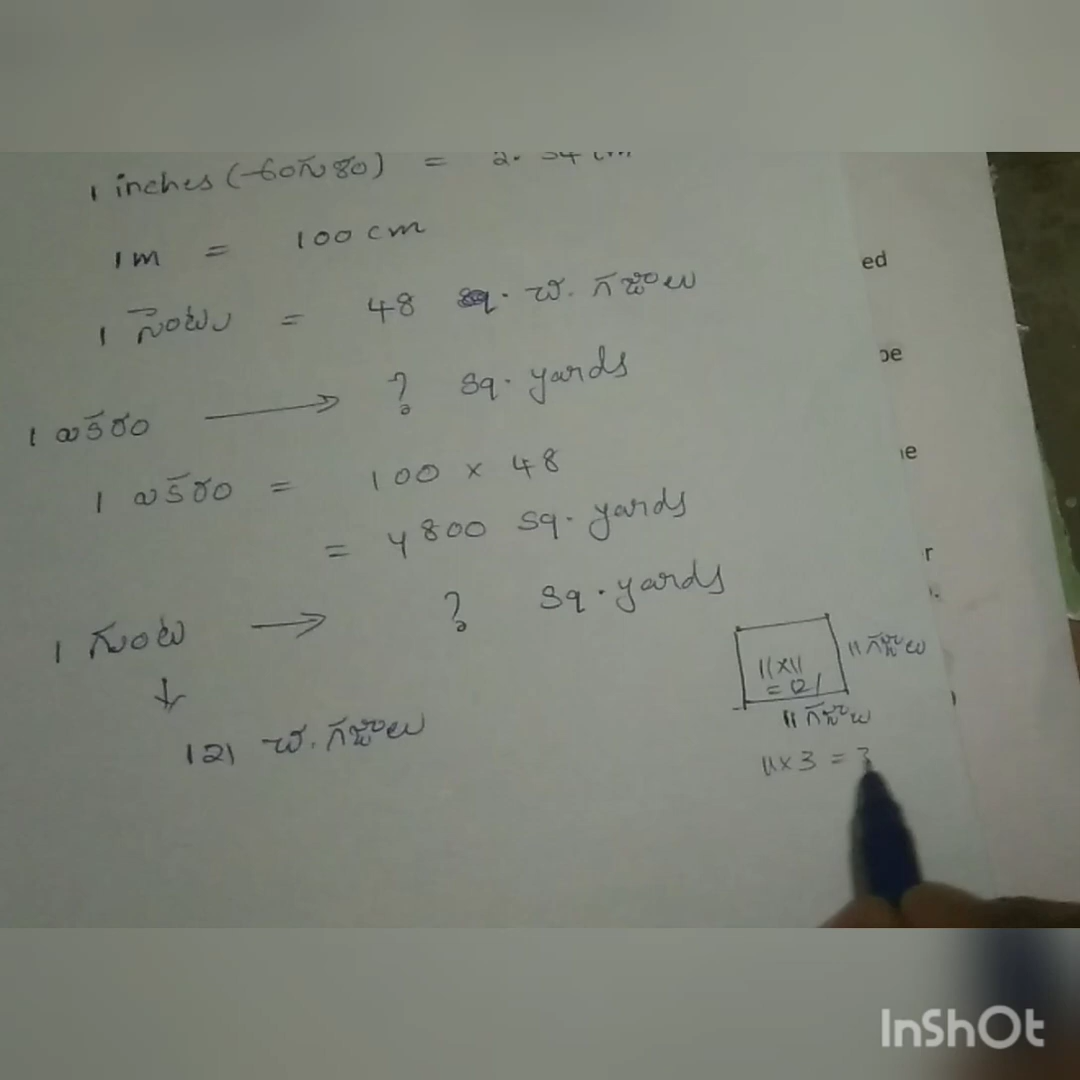 1 inches (అంగుళం) = 2.54 cm
1m = 100 cm
1 సెంటు = 48 చ. గజాలు
1 ఎకరం → ? sq. yards
1 ఎకరం = 100 × 48
= 4800 sq. yards
1 గుంట → ? sq. yards
↓
121 చ. గజాలు
11 గజాలు
11×11
= 121
11 గజాలు
11×3 = 3
ed
r
InShOt